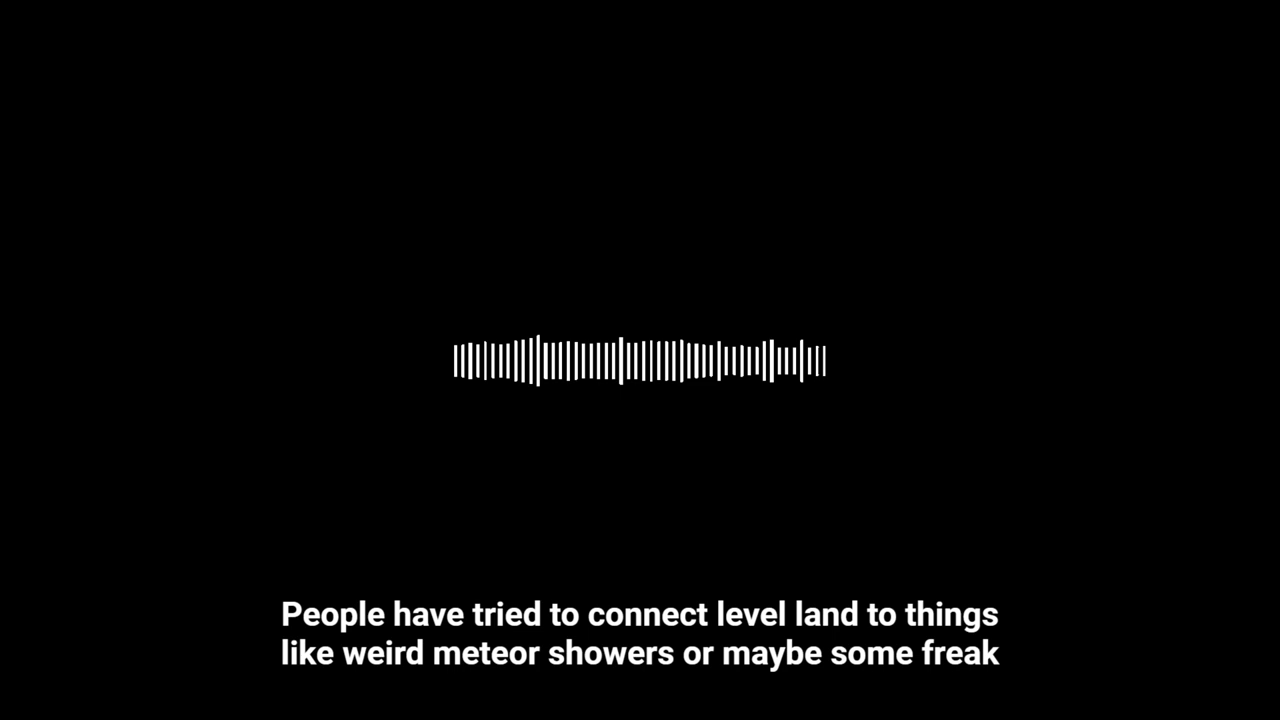 People have tried to connect level land to things
like weird meteor showers or maybe some freak